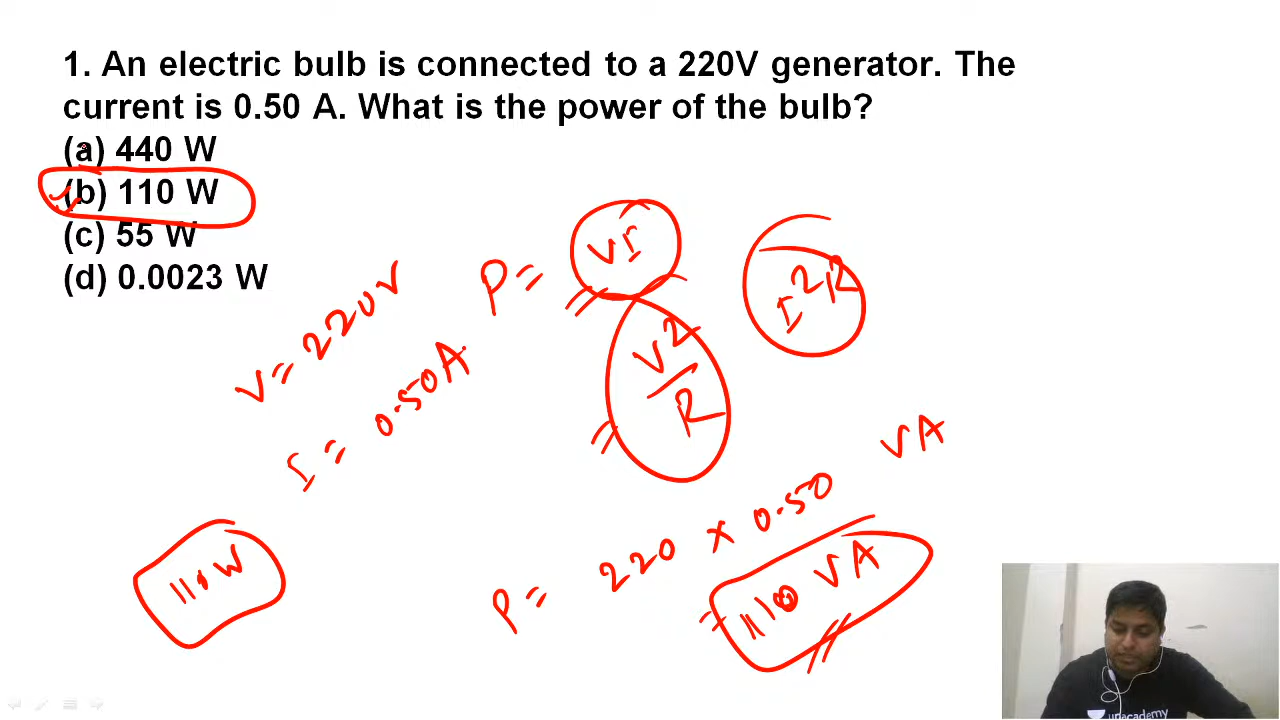 1. An electric bulb is connected to a 220V generator. The
current is 0.50 A. What is the power of the bulb?
(a) 440 W
(b) 110 W
(c) 55 W
(d) 0.0023 W
V = 220V
I = 0.50A
P = VI
V²/R
I²R
P = 220 x 0.50 VA
= 110 VA
110 W
unacademy